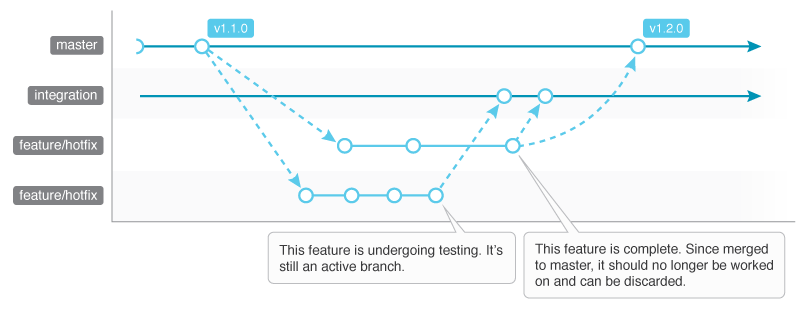 v1.1.0
v1.2.0
master
integration
feature/hotfix
feature/hotfix
This feature is undergoing testing. It's
still an active branch.
This feature is complete. Since merged
to master, it should no longer be worked
on and can be discarded.